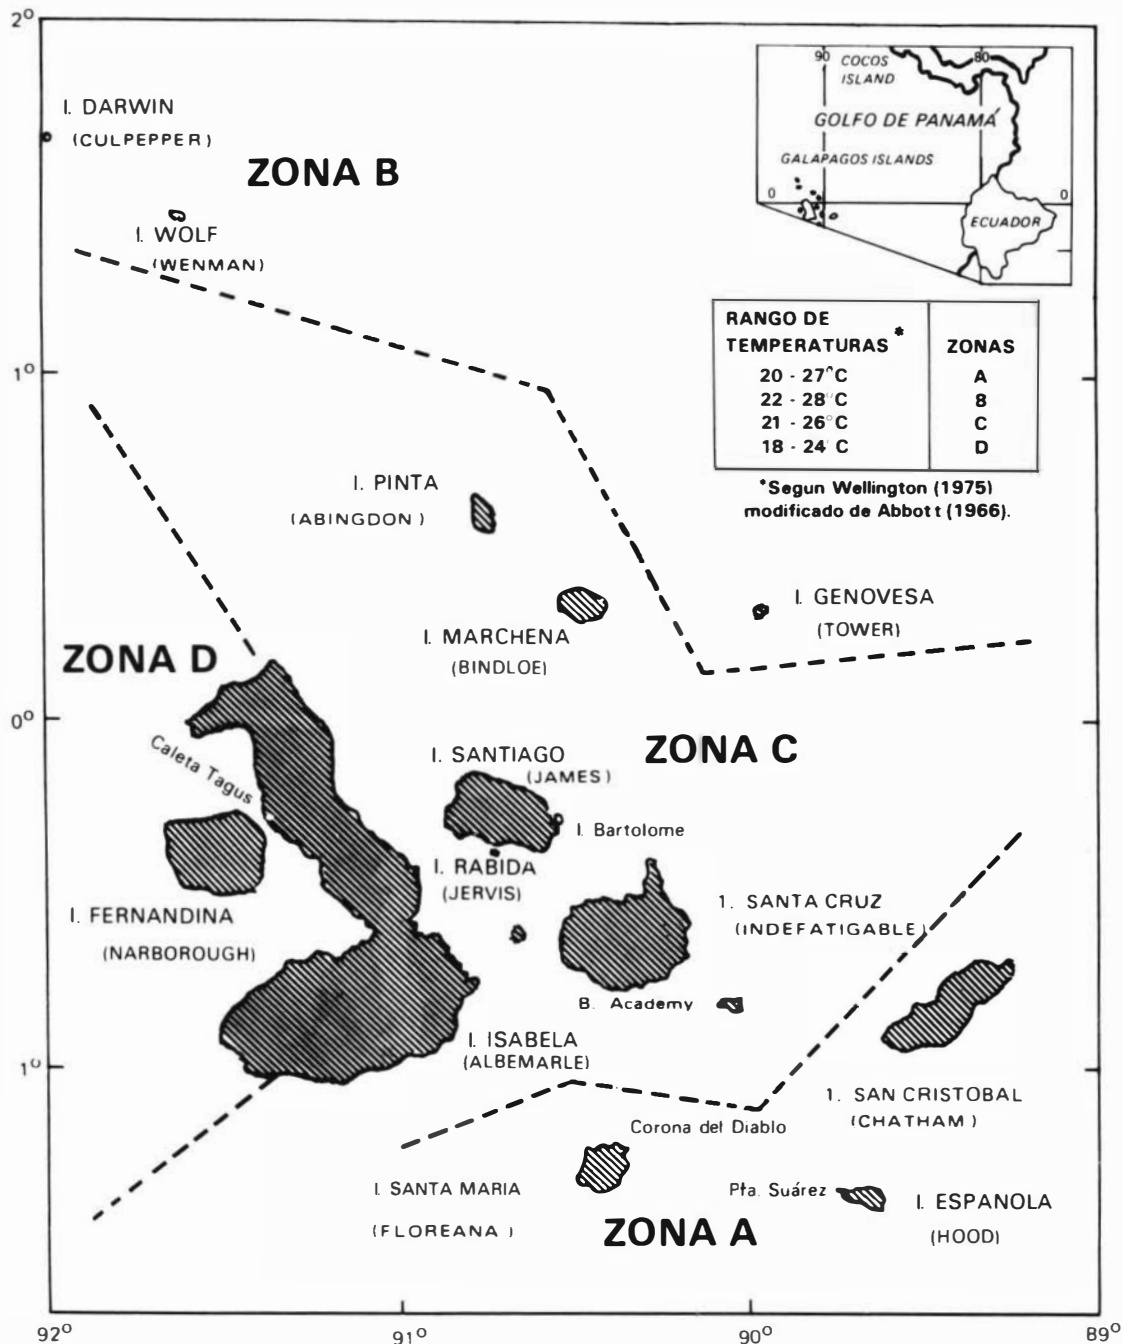 2°
I. DARWIN
(CULPEPPER)
ZONA B
I. WOLF
(WENMAN)
90
80
COCOS
ISLAND
GOLFO DE PANAMÁ
GALAPAGOS ISLANDS
0
0
ECUADOR
RANGO DE
TEMPERATURAS *
ZONAS
20 - 27°C A
22 - 28°C 8
21 - 26°C C
18 - 24°C D
*Segun Wellington (1975)
modificado de Abbott (1966).
1°
I. PINTA
(ABINGDON)
I. GENOVESA
(TOWER)
I. MARCHENA
(BINDLOE)
ZONA D
0°
Caleta Tagus
I. SANTIAGO
(JAMES)
ZONA C
I. Bartolome
I. RABIDA
(JERVIS)
I. FERNANDINA
(NARBOROUGH)
1. SANTA CRUZ
(INDEFATIGABLE)
B. Academy
I. ISABELA
(ALBEMARLE)
1°
1. SAN CRISTOBAL
(CHATHAM)
Corona del Diablo
I. SANTA MARIA
(FLOREANA)
Pta. Suárez
I. ESPANOLA
(HOOD)
ZONA A
92°
91°
90°
89°